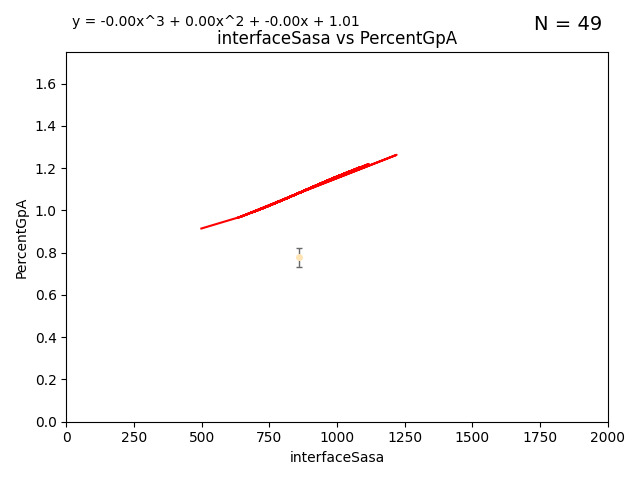 y = -0.00x^3 + 0.00x^2 + -0.00x + 1.01
N = 49
interfaceSasa vs PercentGpA
PercentGpA
1.6
1.4
1.2
1.0
0.8
0.6
0.4
0.2
0.0
0 250 500 750 1000 1250 1500 1750 2000
interfaceSasa